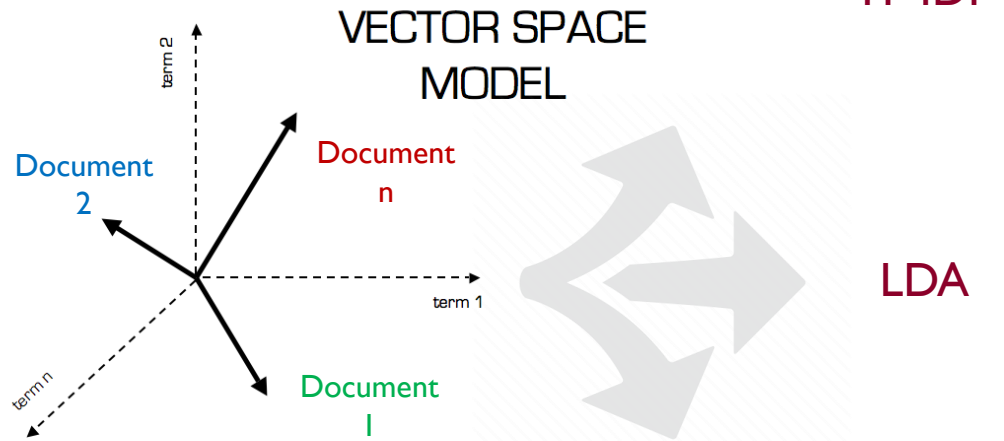 VECTOR SPACE
MODEL
term 2
Document
n
Document
2
term 1
LDA
term n
Document
1